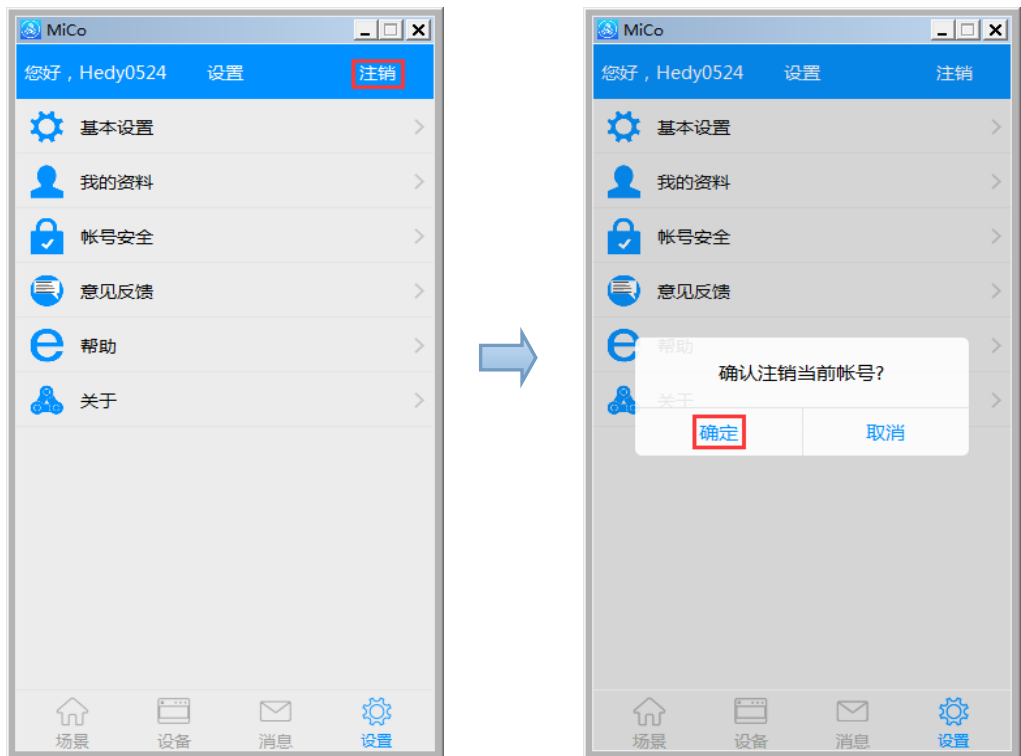 MiCo
您好，Hedy0524 设置 注销
基本设置
我的资料
帐号安全
意见反馈
帮助
关于
场景 设备 消息 设置
MiCo
您好，Hedy0524 设置 注销
基本设置
我的资料
帐号安全
意见反馈
帮助
确认注销当前帐号?
关于
确定 取消
场景 设备 消息 设置